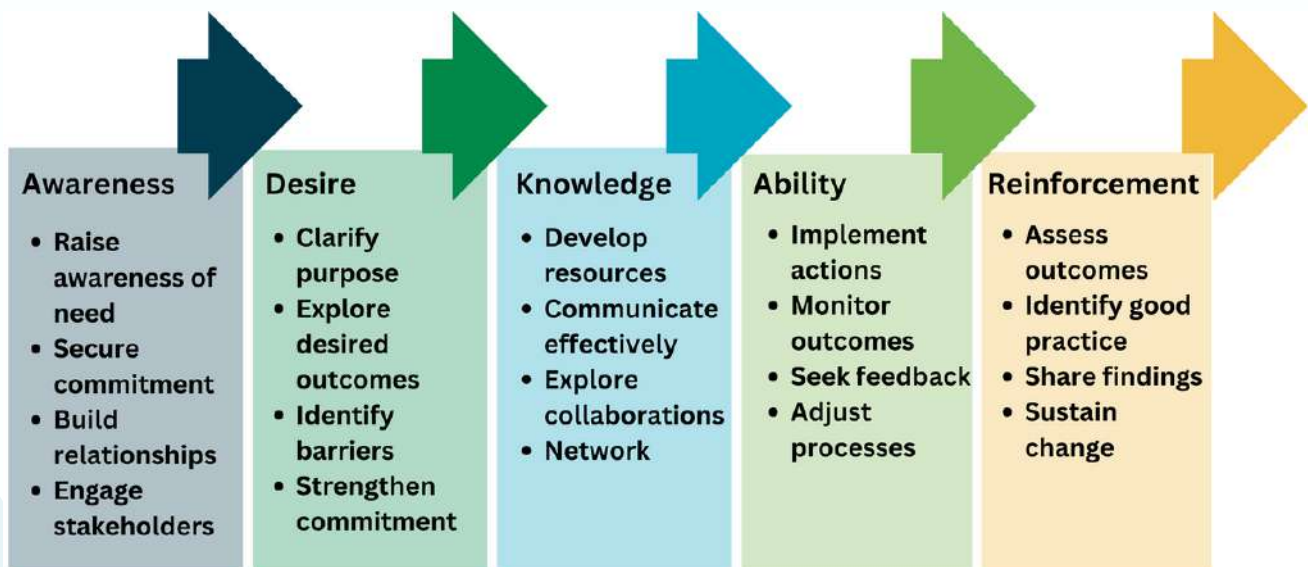 Awareness
• Raise
awareness of
need
• Secure
commitment
• Build
relationships
• Engage
stakeholders
Desire
• Clarify
purpose
• Explore
desired
outcomes
• Identify
barriers
• Strengthen
commitment
Knowledge
• Develop
resources
• Communicate
effectively
• Explore
collaborations
• Network
Ability
• Implement
actions
• Monitor
outcomes
• Seek feedback
• Adjust
processes
Reinforcement
• Assess
outcomes
• Identify good
practice
• Share findings
• Sustain
change